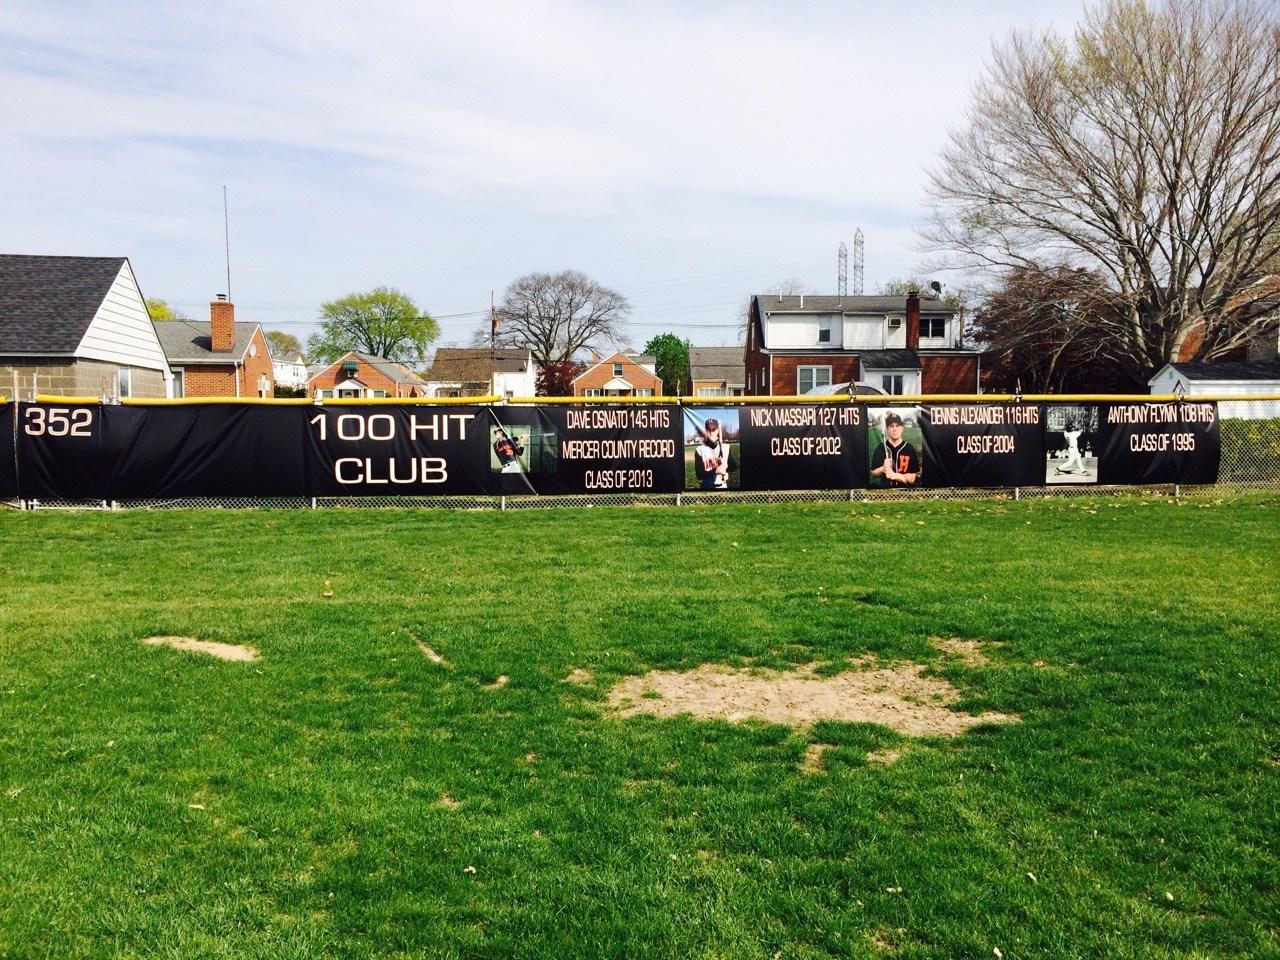 352
100 HIT
CLUB
DAVE OSNATO 145 HITS
MERCER COUNTY RECORD
CLASS OF 2013
NICK MASSARI 127 HITS
CLASS OF 2002
DENNIS ALEXANDER 116 HITS
CLASS OF 2004
H
ANTHONY FLYNN 108 HITS
CLASS OF 1995